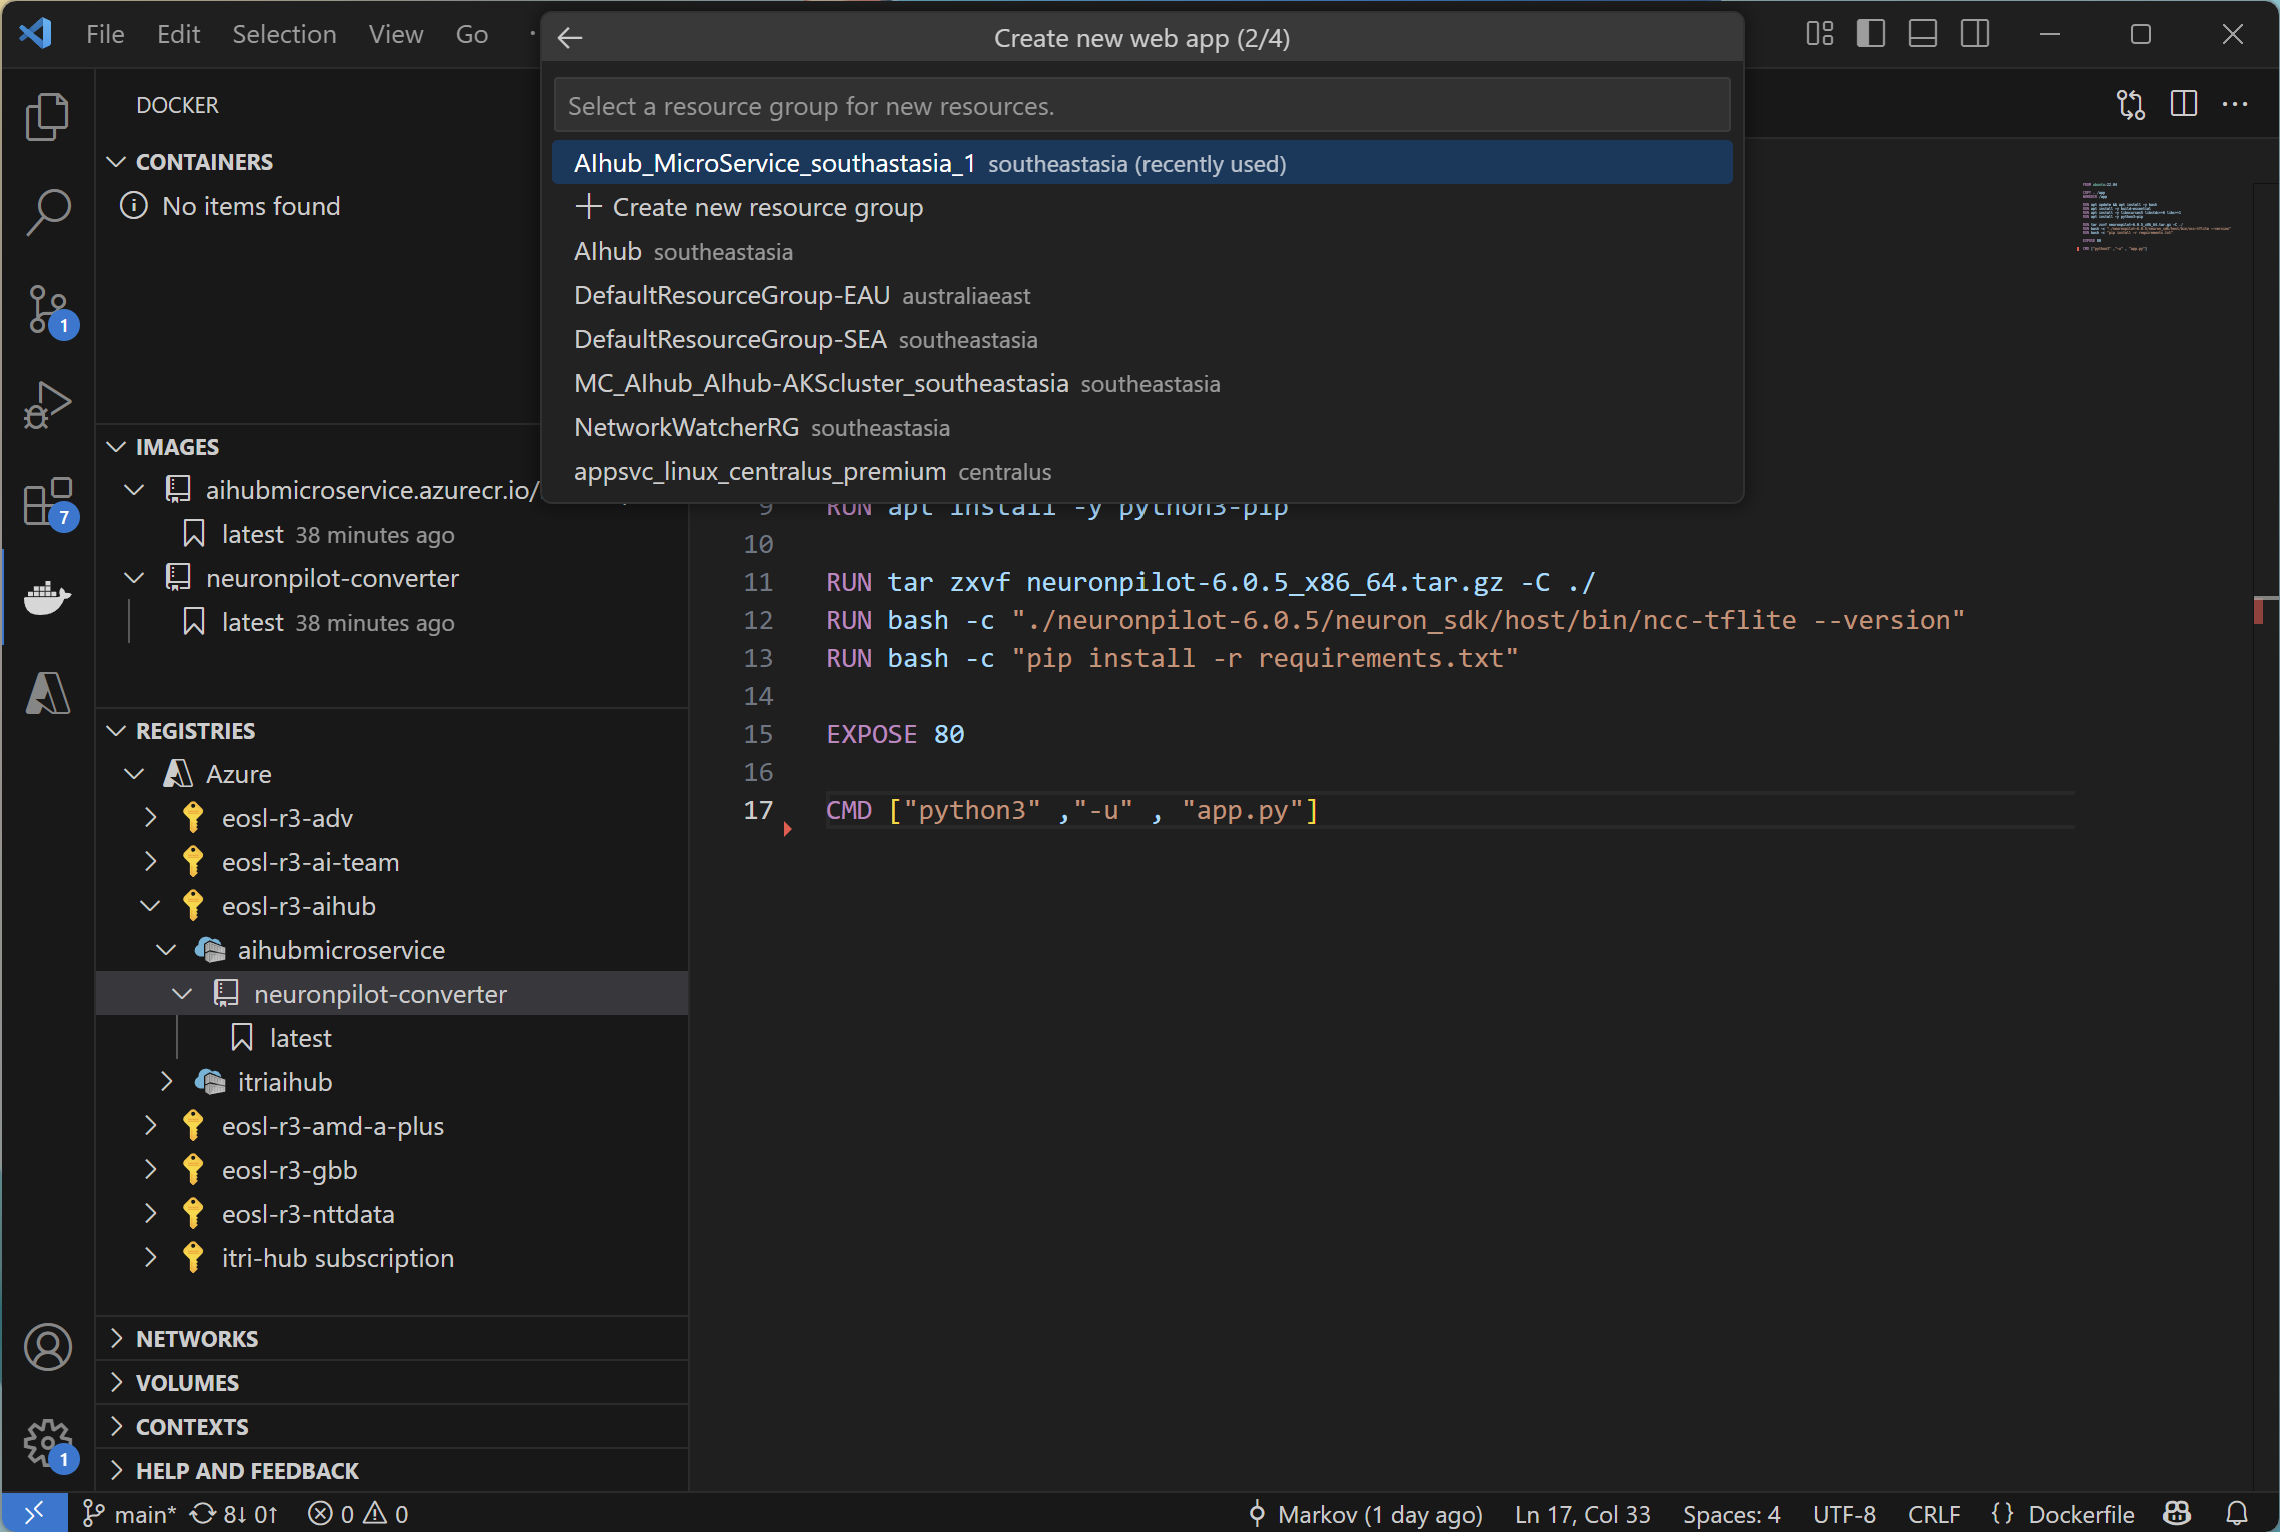 File Edit Selection View Go
Create new web app (2/4)
Select a resource group for new resources.
AIhub_MicroService_southastasia_1 southeastasia (recently used)
Create new resource group
AIhub southeastasia
DefaultResourceGroup-EAU australiaeast
DefaultResourceGroup-SEA southeastasia
MC_AIhub_AIhub-AKScluster_southeastasia southeastasia
NetworkWatcherRG southeastasia
appsvc_linux_centralus_premium centralus
DOCKER
CONTAINERS
No items found
IMAGES
aihubmicroservice.azurecr.io/
latest 38 minutes ago
neuronpilot-converter
latest 38 minutes ago
REGISTRIES
Azure
eosl-r3-adv
eosl-r3-ai-team
eosl-r3-aihub
aihubmicroservice
neuronpilot-converter
latest
itriaihub
eosl-r3-amd-a-plus
eosl-r3-gbb
eosl-r3-nttdata
itri-hub subscription
NETWORKS
VOLUMES
CONTEXTS
HELP AND FEEDBACK
1
7
1
9 RUN apt install -y python3-pip
10
11 RUN tar zxvf neuronpilot-6.0.5_x86_64.tar.gz -C ./
12 RUN bash -c "./neuronpilot-6.0.5/neuron_sdk/host/bin/ncc-tflite --version"
13 RUN bash -c "pip install -r requirements.txt"
14
15 EXPOSE 80
16
17 CMD ["python3" ,"-u" , "app.py"]
main* 8↓ 0↑ 0 0 Markov (1 day ago) Ln 17, Col 33 Spaces: 4 UTF-8 CRLF {} Dockerfile